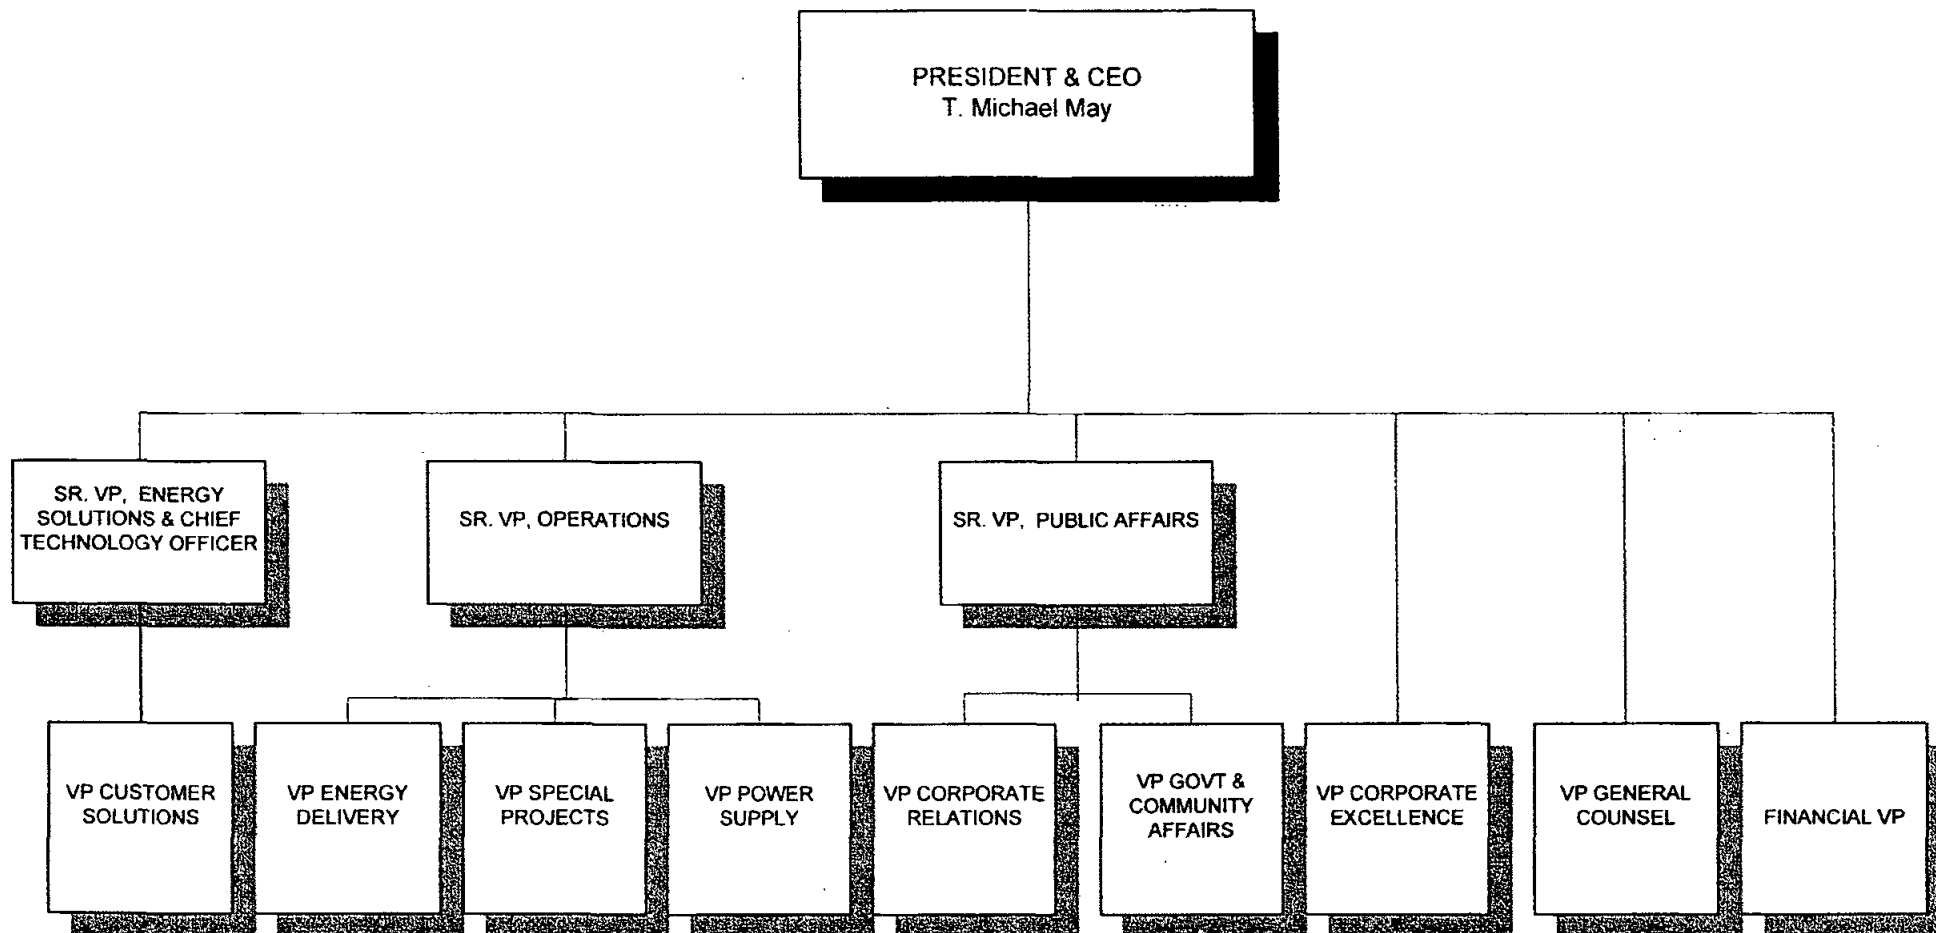 PRESIDENT & CEO
T. Michael May
SR. VP, ENERGY
SOLUTIONS & CHIEF
TECHNOLOGY OFFICER
SR. VP, OPERATIONS
SR. VP, PUBLIC AFFAIRS
VP CUSTOMER
SOLUTIONS
VP ENERGY
DELIVERY
VP SPECIAL
PROJECTS
VP POWER
SUPPLY
VP CORPORATE
RELATIONS
VP GOVT &
COMMUNITY
AFFAIRS
VP CORPORATE
EXCELLENCE
VP GENERAL
COUNSEL
FINANCIAL VP